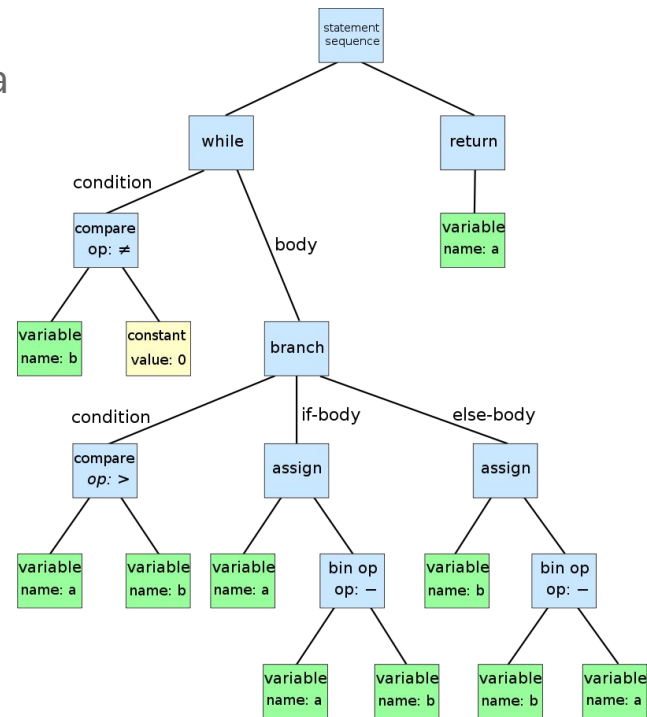 a
statement
sequence
while
return
condition
body
compare
op: ≠
variable
name: a
variable
name: b
constant
value: 0
branch
condition
if-body
else-body
compare
op: >
assign
assign
variable
name: a
variable
name: b
variable
name: a
bin op
op: −
variable
name: b
bin op
op: −
variable
name: a
variable
name: b
variable
name: b
variable
name: a